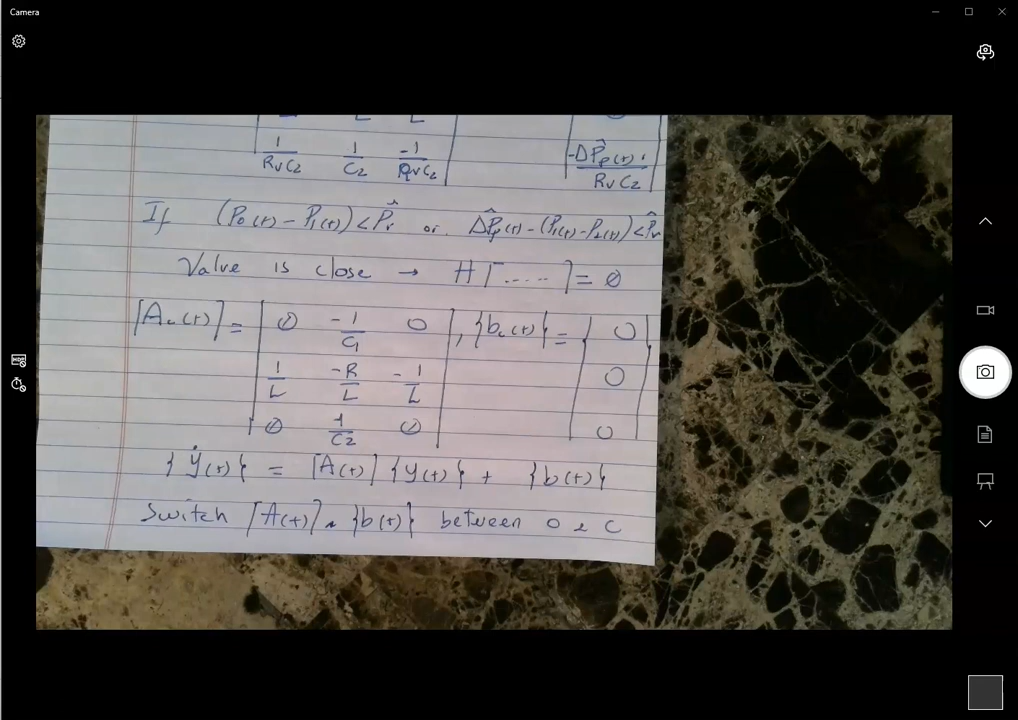 Camera
1/RvC2 1/C2 -1/RvC2 -ΔP̂p(t)./RvC2
If (P0(t) - P1(t)) < P̂r or. ΔP̂p(t) - (P1(t) - P2(t)) < P̂r
Valve is close → H[.....] = 0
[Ac(t)] = | 0 -1/C1 0 | , {bc(t)} = { 0 }
1/L -R/L -1/L 0
0 1/C2 0 0
{ẏ(t)} = [A(t)] {y(t)} + {b(t)}
Switch [A(t)] & {b(t)} between o & c